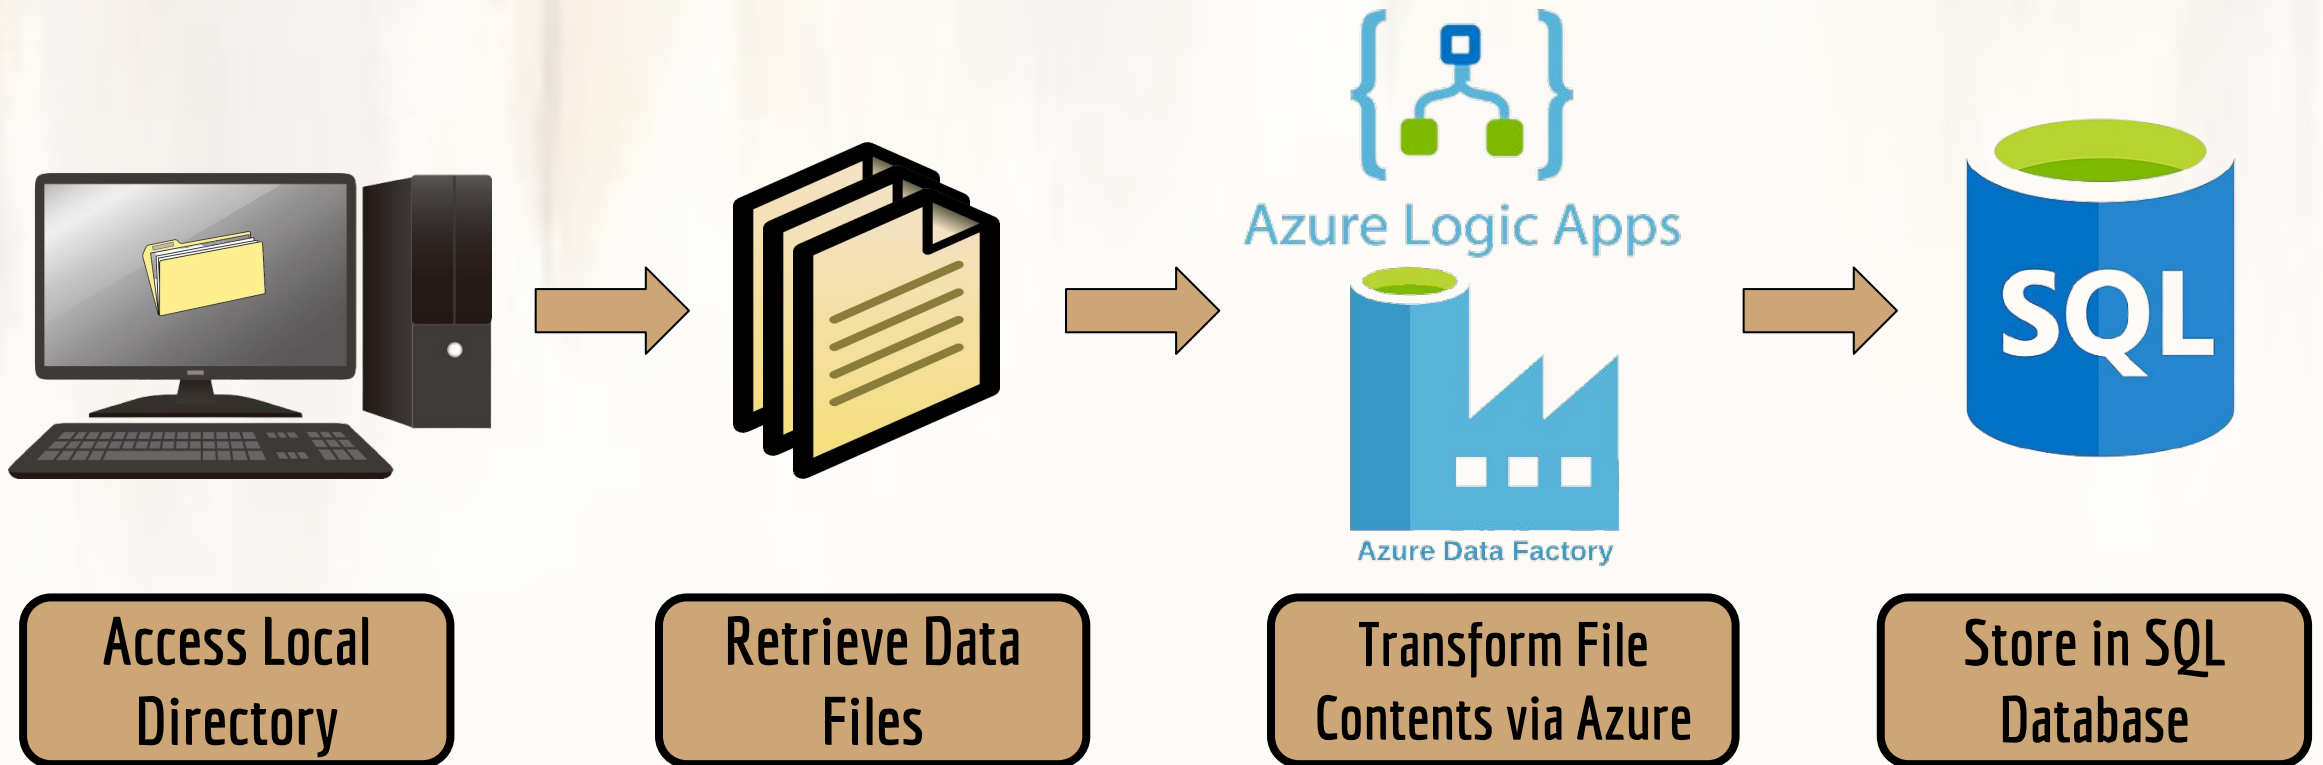 Azure Logic Apps
SQL
Azure Data Factory
Access Local
Directory
Retrieve Data
Files
Transform File
Contents via Azure
Store in SQL
Database